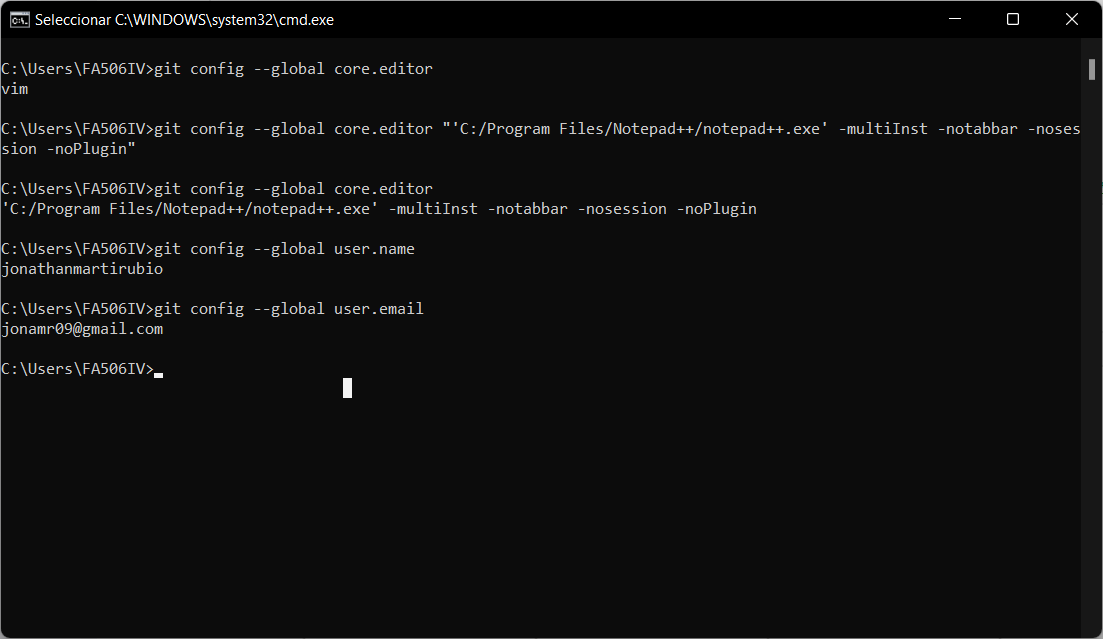 Seleccionar C:\WINDOWS\system32\cmd.exe
C:\Users\FA506IV>git config --global core.editor
vim
C:\Users\FA506IV>git config --global core.editor "'C:/Program Files/Notepad++/notepad++.exe' -multiInst -notabbar -noses
sion -noPlugin"
C:\Users\FA506IV>git config --global core.editor
'C:/Program Files/Notepad++/notepad++.exe' -multiInst -notabbar -nosession -noPlugin
C:\Users\FA506IV>git config --global user.name
jonathanmartirubio
C:\Users\FA506IV>git config --global user.email
jonamr09@gmail.com
C:\Users\FA506IV>